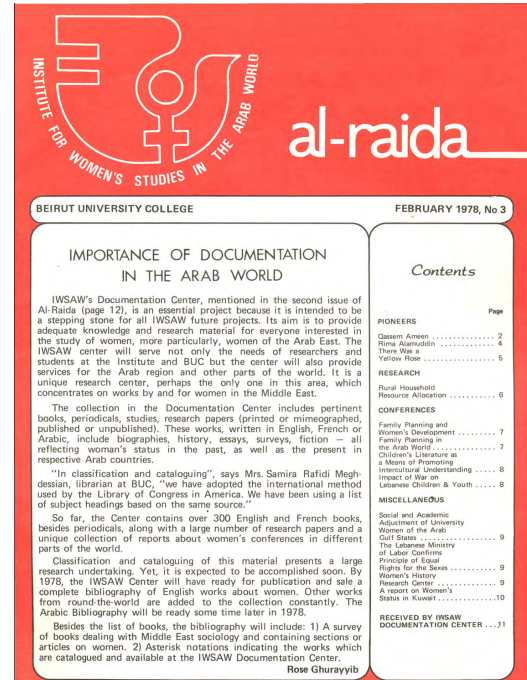 INSTITUTE FOR WOMEN'S STUDIES IN THE ARAB WORLD
al-raida
BEIRUT UNIVERSITY COLLEGE
FEBRUARY 1978, No 3
IMPORTANCE OF DOCUMENTATION
IN THE ARAB WORLD
IWSAW's Documentation Center, mentioned in the second issue of
Al-Raida (page 12), is an essential project because it is intended to be
a stepping stone for all IWSAW future projects. Its aim is to provide
adequate knowledge and research material for everyone interested in
the study of women, more particularly, women of the Arab East. The
IWSAW center will serve not only the needs of researchers and
students at the Institute and BUC but the center will also provide
services for the Arab region and other parts of the world. It is a
unique research center, perhaps the only one in this area, which
concentrates on works by and for women in the Middle East.
The collection in the Documentation Center includes pertinent
books, periodicals, studies, research papers (printed or mimeographed,
published or unpublished). These works, written in English, French or
Arabic, include biographies, history, essays, surveys, fiction — all
reflecting woman's status in the past, as well as the present in
respective Arab countries.
"In classification and cataloguing", says Mrs. Samira Rafidi Megh-
dessian, librarian at BUC, "we have adopted the international method
used by the Library of Congress in America. We have been using a list
of subject headings based on the same source."
So far, the Center contains over 300 English and French books,
besides periodicals, along with a large number of research papers and a
unique collection of reports about women's conferences in different
parts of the world.
Classification and cataloguing of this material presents a large
research undertaking. Yet, it is expected to be accomplished soon. By
1978, the IWSAW Center will have ready for publication and sale a
complete bibliography of English works about women. Other works
from round-the-world are added to the collection constantly. The
Arabic Bibliography will be ready some time later in 1978.
Besides the list of books, the bibliography will include: 1) A survey
of books dealing with Middle East sociology and containing sections or
articles on women. 2) Asterisk notations indicating the works which
are catalogued and available at the IWSAW Documentation Center.
Rose Ghurayyib
Contents
Page
PIONEERS
Qassem Ameen .............. 2
Rima Alamuddin ............ 4
There Was a
Yellow Rose ............... 5
RESEARCH
Rural Household
Resource Allocation ........ 6
CONFERENCES
Family Planning and
Women's Development ....... 7
Family Planning in
the Arab World ............ 7
Children's Literature as
a Means of Promoting
Intercultural Understanding ..... 8
Impact of War on
Lebanese Children & Youth .... 8
MISCELLANEOUS
Social and Academic
Adjustment of University
Women of the Arab
Gulf States ............... 9
The Lebanese Ministry
of Labor Confirms
Principle of Equal
Rights for the Sexes ........ 9
Women's History
Research Center ........... 9
A report on Women's
Status in Kuwait ...........10
RECEIVED BY IWSAW
DOCUMENTATION CENTER ...11